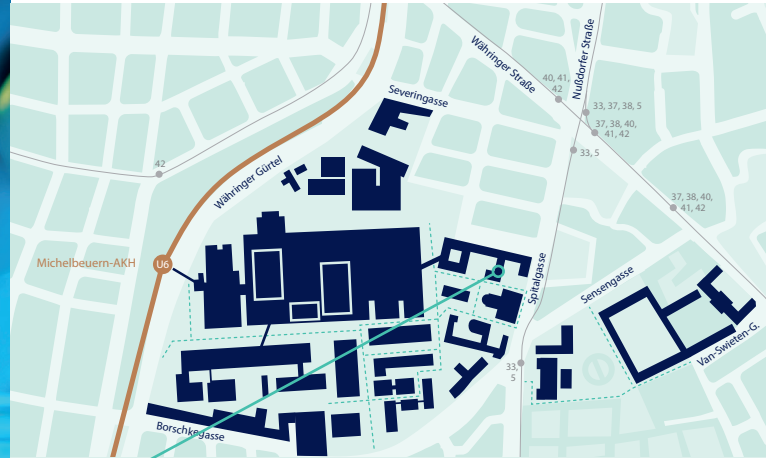 Währinger Straße
Nußdorfer Straße
40, 41,
42
Severingasse
33, 37, 38, 5
37, 38, 40,
41, 42
33, 5
42
Währinger Gürtel
37, 38, 40,
41, 42
Michelbeuern-AKH
U6
Spitalgasse
Sensengasse
Van-Swieten-G.
33,
5
Borschkegasse